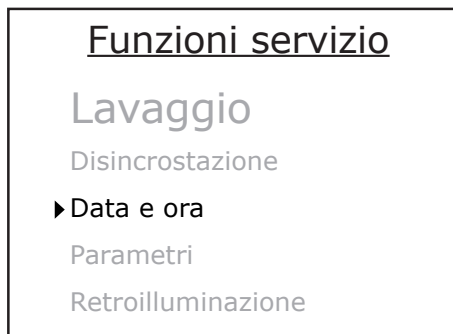 Funzioni servizio
Lavaggio
Disincrostazione
Data e ora
Parametri
Retroilluminazione